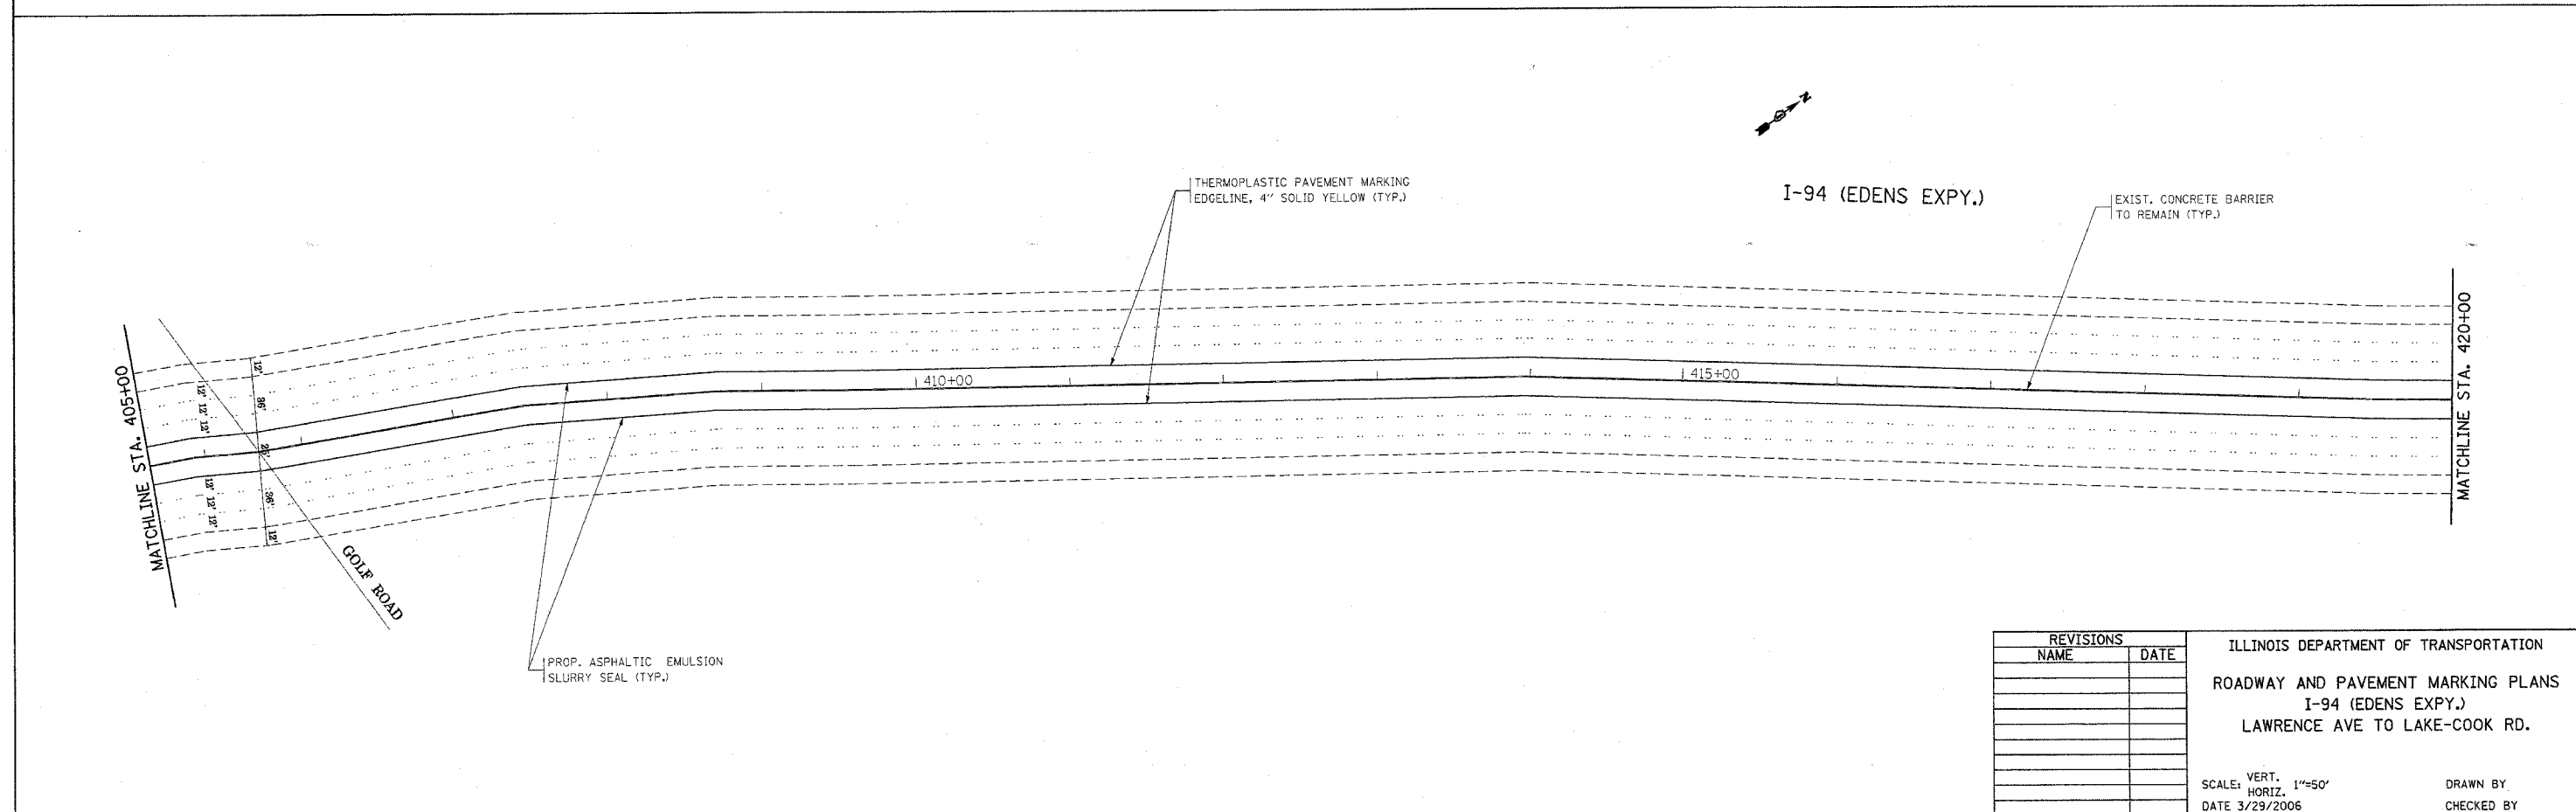 N
THERMOPLASTIC PAVEMENT MARKING
EDGELINE, 4" SOLID YELLOW (TYP.)
I-94 (EDENS EXPY.)
EXIST. CONCRETE BARRIER
TO REMAIN (TYP.)
MATCHLINE STA. 405+00
12'
36'
12' 12' 12'
36'
12'
12' 12' 12'
GOLF ROAD
410+00
415+00
MATCHLINE STA. 420+00
PROP. ASPHALTIC EMULSION
SLURRY SEAL (TYP.)
REVISIONS
NAME DATE
ILLINOIS DEPARTMENT OF TRANSPORTATION
ROADWAY AND PAVEMENT MARKING PLANS
I-94 (EDENS EXPY.)
LAWRENCE AVE TO LAKE-COOK RD.
SCALE: VERT. HORIZ. 1"=50'
DRAWN BY
DATE 3/29/2006
CHECKED BY